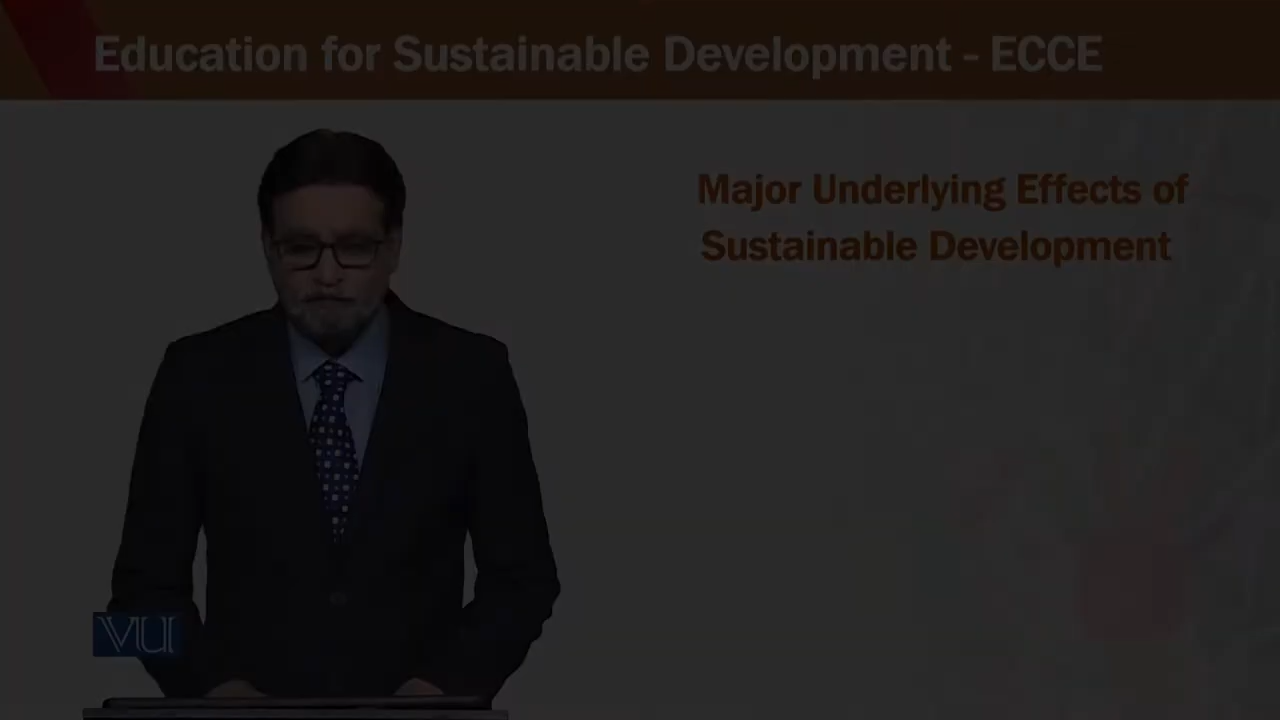 Education for Sustainable Development - ECCE
Major Underlying Effects of
Sustainable Development
VU